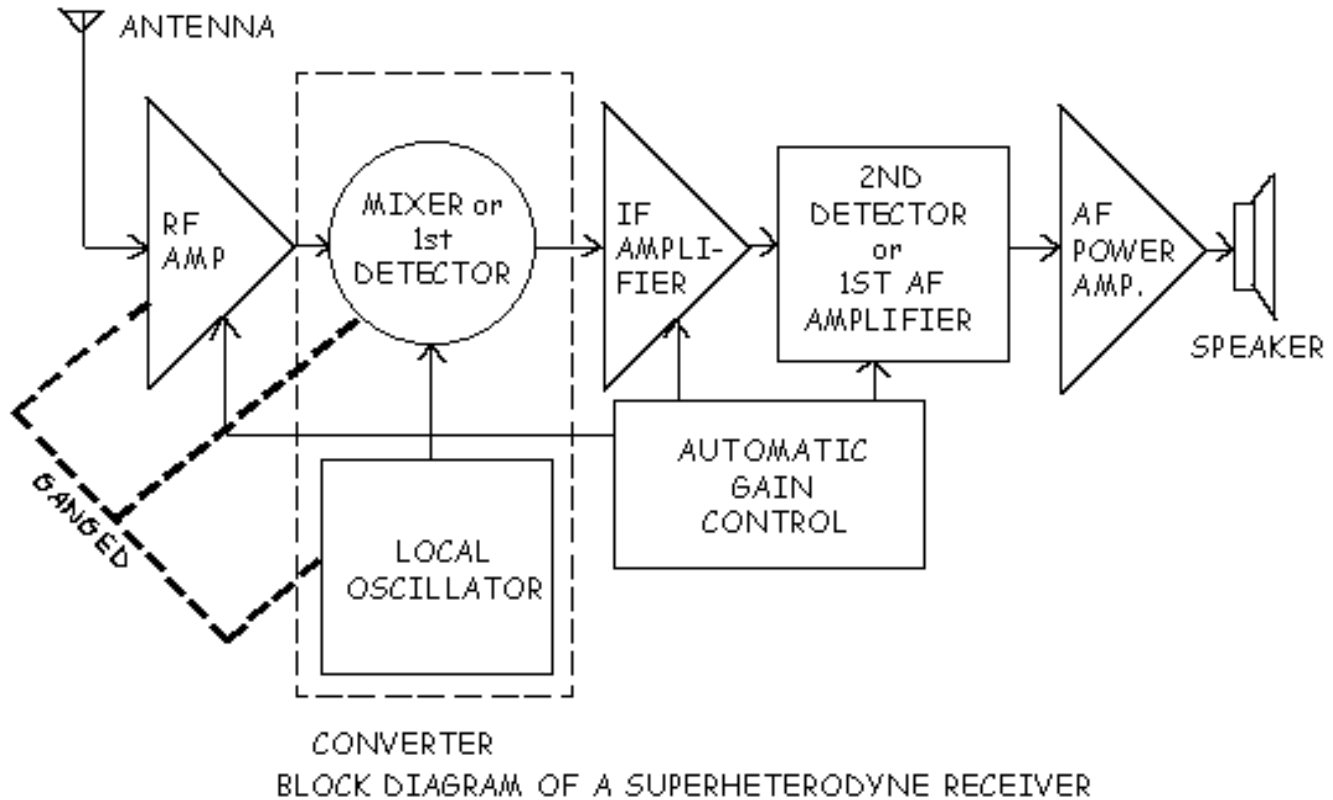 ANTENNA
RF
AMP
MIXER or
1st
DETECTOR
IF
AMPLI-
FIER
2ND
DETECTOR
or
1ST AF
AMPLIFIER
AF
POWER
AMP.
SPEAKER
GANGED
LOCAL
OSCILLATOR
AUTOMATIC
GAIN
CONTROL
CONVERTER
BLOCK DIAGRAM OF A SUPERHETERODYNE RECEIVER